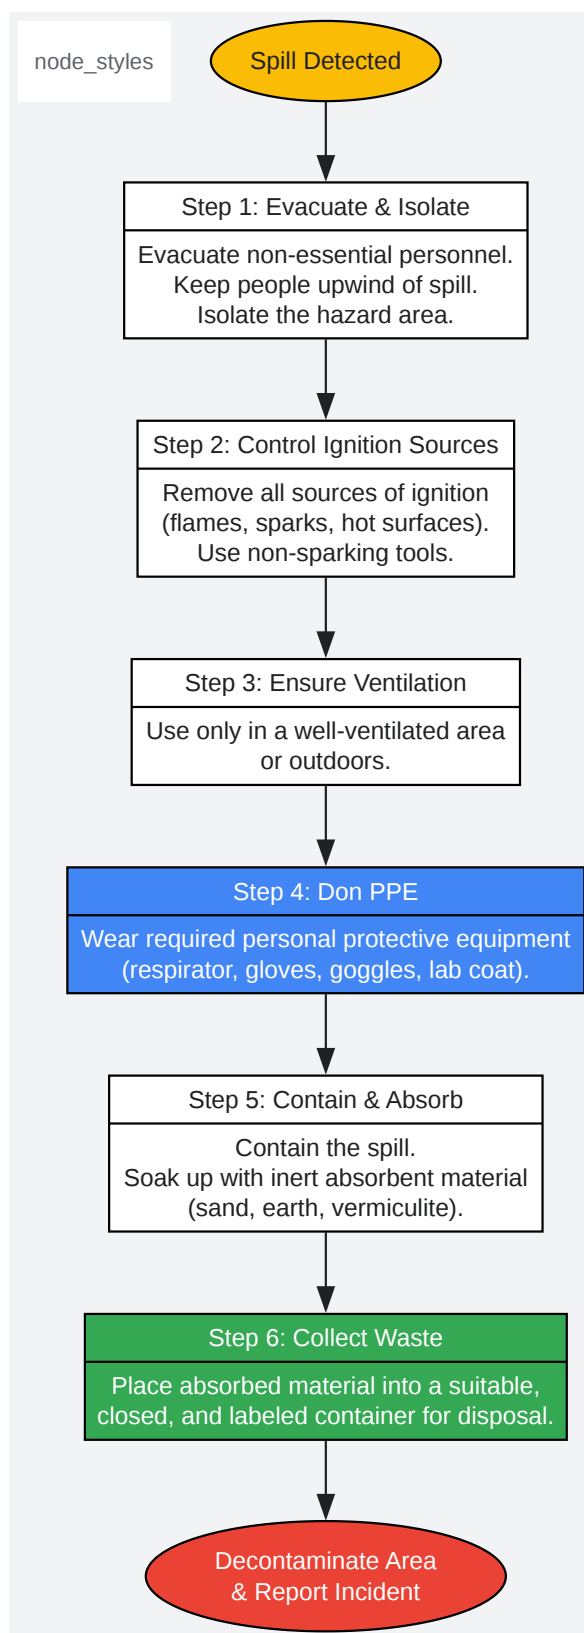 node_styles
Spill Detected
Step 1: Evacuate & Isolate
Evacuate non-essential personnel.
Keep people upwind of spill.
Isolate the hazard area.
Step 2: Control Ignition Sources
Remove all sources of ignition
(flames, sparks, hot surfaces).
Use non-sparking tools.
Step 3: Ensure Ventilation
Use only in a well-ventilated area
or outdoors.
Step 4: Don PPE
Wear required personal protective equipment
(respirator, gloves, goggles, lab coat).
Step 5: Contain & Absorb
Contain the spill.
Soak up with inert absorbent material
(sand, earth, vermiculite).
Step 6: Collect Waste
Place absorbed material into a suitable,
closed, and labeled container for disposal.
Decontaminate Area
& Report Incident